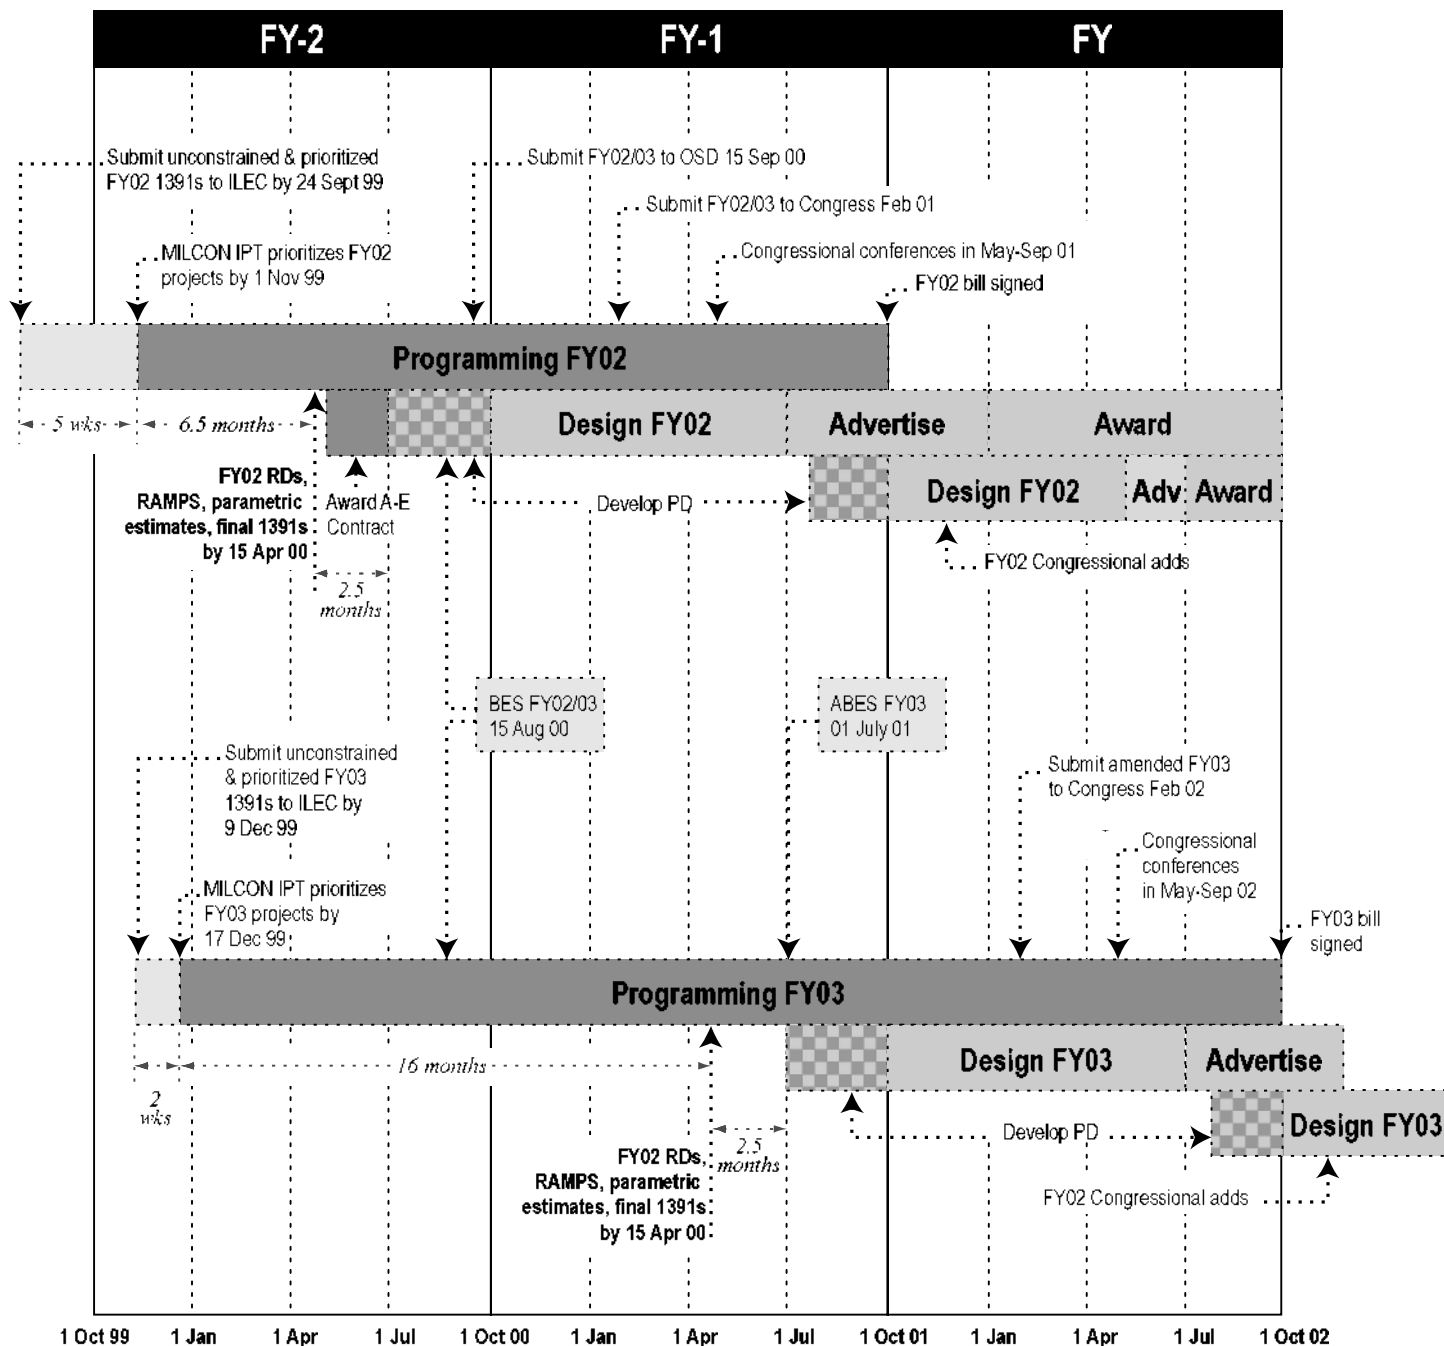 FY-2 FY-1 FY
Submit unconstrained & prioritized
FY02 1391s to ILEC by 24 Sept 99
Submit FY02/03 to OSD 15 Sep 00
Submit FY02/03 to Congress Feb 01
MILCON IPT prioritizes FY02
projects by 1 Nov 99
Congressional conferences in May-Sep 01
FY02 bill signed
Programming FY02
5 wks
6.5 months
Design FY02
Advertise
Award
FY02 RDs,
RAMPS, parametric
estimates, final 1391s
by 15 Apr 00
Award A-E
Contract
Develop PD
Design FY02
Adv
Award
FY02 Congressional adds
2.5
months
BES FY02/03
15 Aug 00
ABES FY03
01 July 01
Submit unconstrained
& prioritized FY03
1391s to ILEC by
9 Dec 99
Submit amended FY03
to Congress Feb 02
Congressional
conferences
in May-Sep 02
MILCON IPT prioritizes
FY03 projects by
17 Dec 99
FY03 bill
signed
Programming FY03
2
wks
16 months
Design FY03
Advertise
2.5
months
Develop PD
Design FY03
FY02 RDs,
RAMPS, parametric
estimates, final 1391s
by 15 Apr 00
FY02 Congressional adds
1 Oct 99 1 Jan 1 Apr 1 Jul 1 Oct 00 1 Jan 1 Apr 1 Jul 1 Oct 01 1 Jan 1 Apr 1 Jul 1 Oct 02